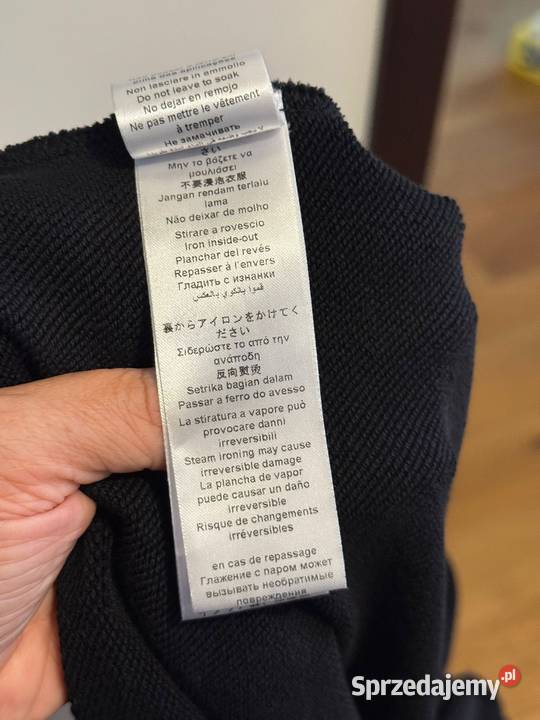 Non lasciare in ammollo
Do not leave to soak
No dejar en remojo
Ne pas mettre le vêtement
à tremper
Не замачивать
さい
Μην το βάζετε να
μουλιάσει
不要浸泡衣服
Jangan rendam terlalu
lama
Não deixar de molho
Stirare a rovescio
Iron inside-out
Planchar del revés
Repasser à l'envers
Гладить с изнанки
قوموا بالكوي بالعكس
裏からアイロンをかけてく
ださい
Σιδερώστε το από την
ανάποδη
反向熨烫
Setrika bagian dalam
Passar a ferro do avesso
La stiratura a vapore può
provocare danni
irreversibili
Steam ironing may cause
irreversible damage
La plancha de vapor
puede causar un daño
irreversible
Risque de changements
irréversibles
en cas de repassage
Глажение с паром может
вызывать необратимые
повреждения
Sprzedajemy.pl